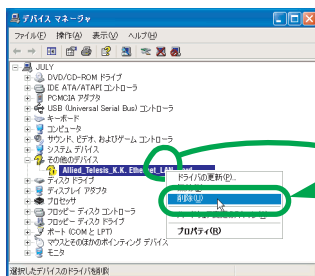 デバイス マネージャ
ファイル(F) 操作(A) 表示(V) ヘルプ(H)
JULY
DVD/CD-ROM ドライブ
IDE ATA/ATAPI コントローラ
PCMCIA アダプタ
USB (Universal Serial Bus) コントローラ
キーボード
コンピュータ
サウンド、ビデオ、およびゲーム コントローラ
システム デバイス
その他のデバイス
Allied_Telesis_K.K. Ethernet_LAN
ディスク ドライブ
ディスプレイ アダプタ
プロセッサ
フロッピー ディスク コントローラ
フロッピー ディスク ドライブ
ポート (COM と LPT)
マウスとそのほかのポインティング デバイス
モニタ
ドライバの更新(P)...
削除(U)
プロパティ(R)
選択したデバイスのドライバを削除